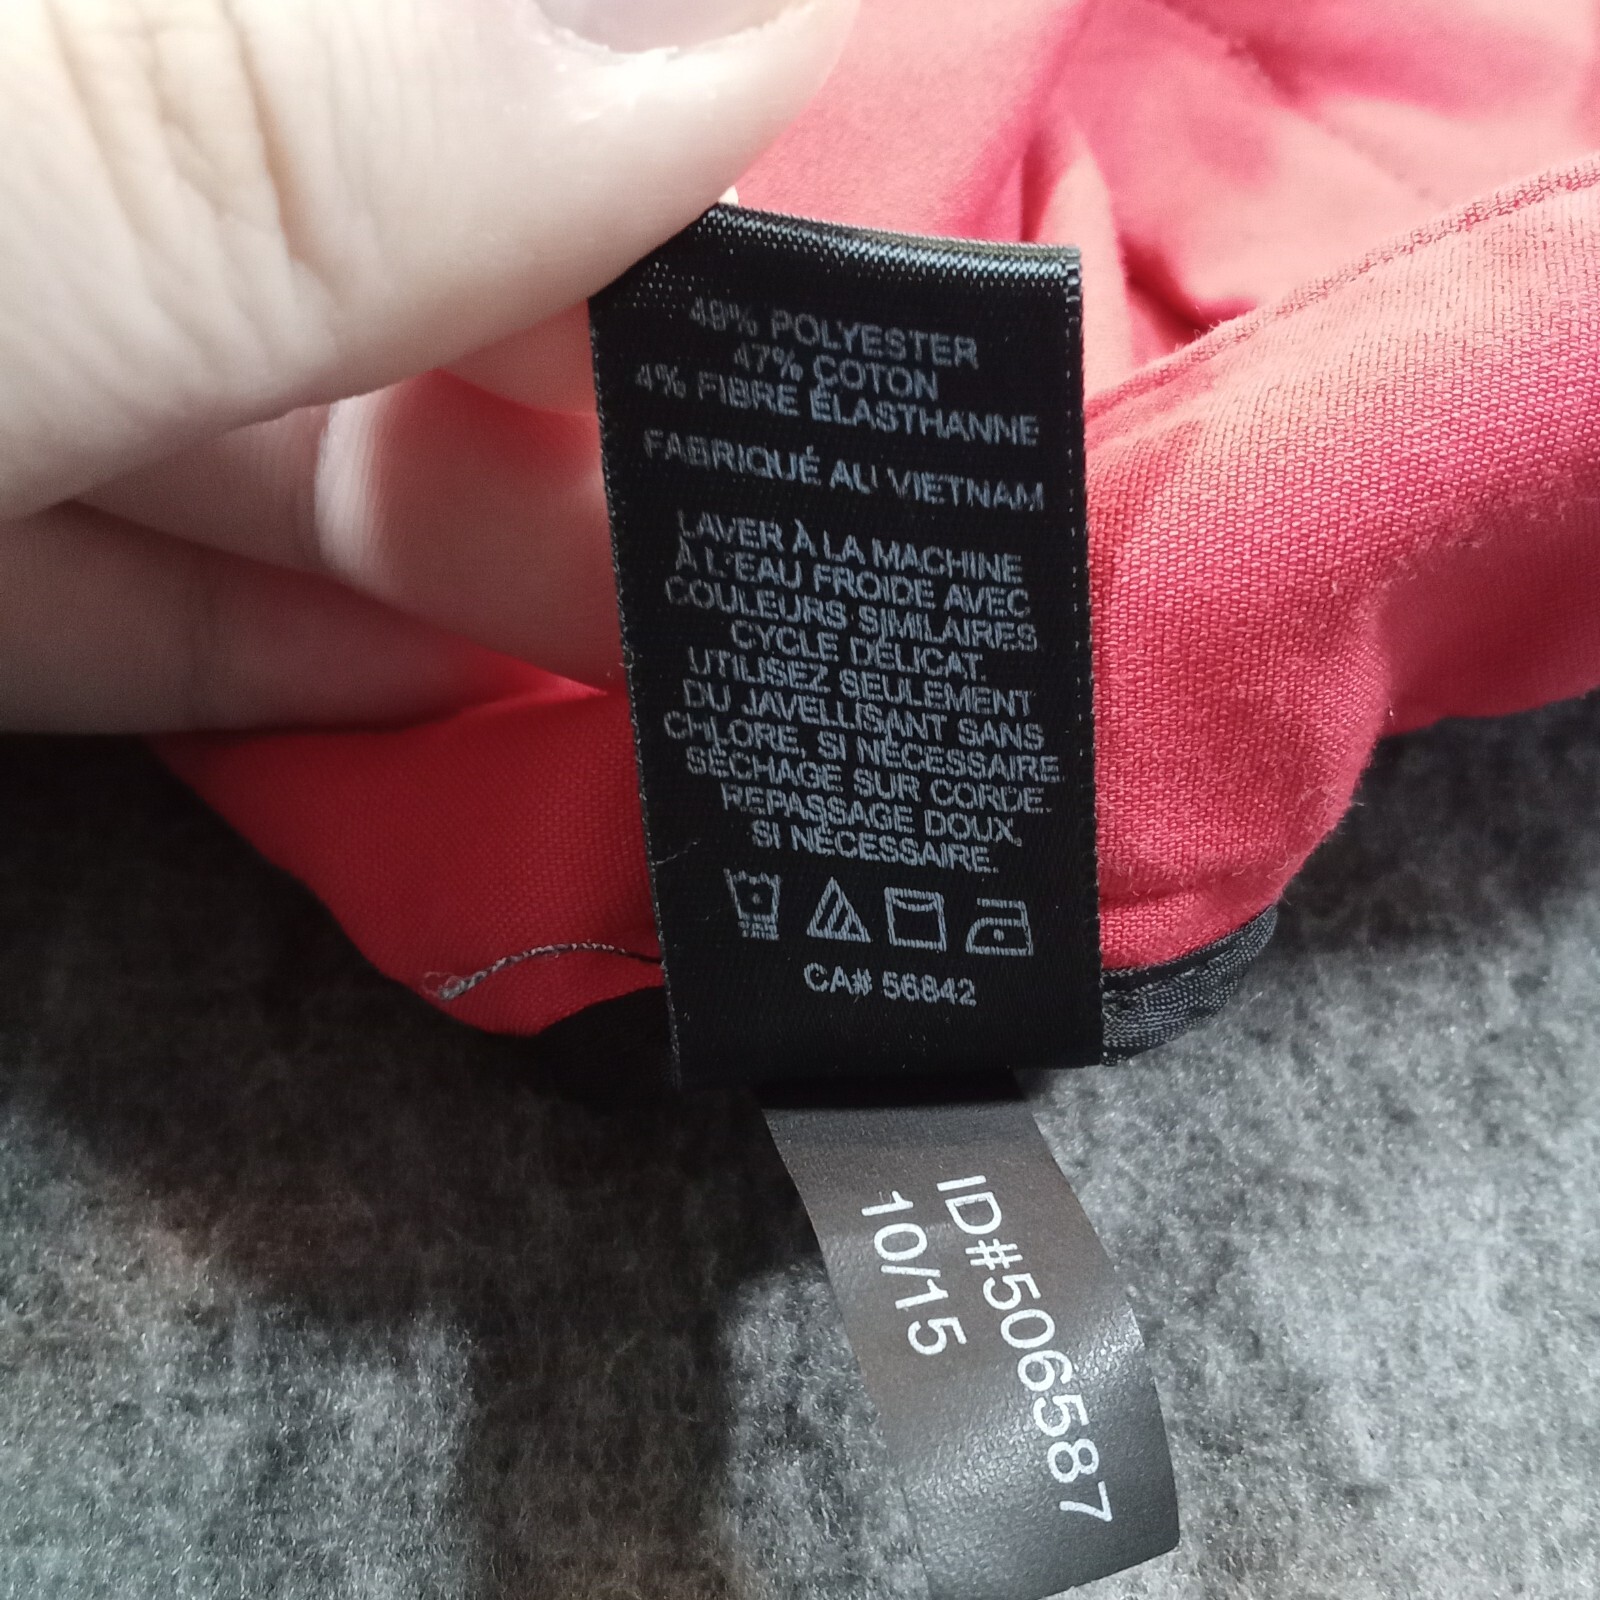 49% POLYESTER
47% COTON
4% FIBRE ÉLASTHANNE
FABRIQUÉ AU VIETNAM
LAVER À LA MACHINE
À L'EAU FROIDE AVEC
COULEURS SIMILAIRES
CYCLE DÉLICAT.
UTILISEZ SEULEMENT
DU JAVELLISANT SANS
CHLORE, SI NÉCESSAIRE.
SÉCHAGE SUR CORDE.
REPASSAGE DOUX,
SI NÉCESSAIRE.
CA# 56842
ID#506587
10/15